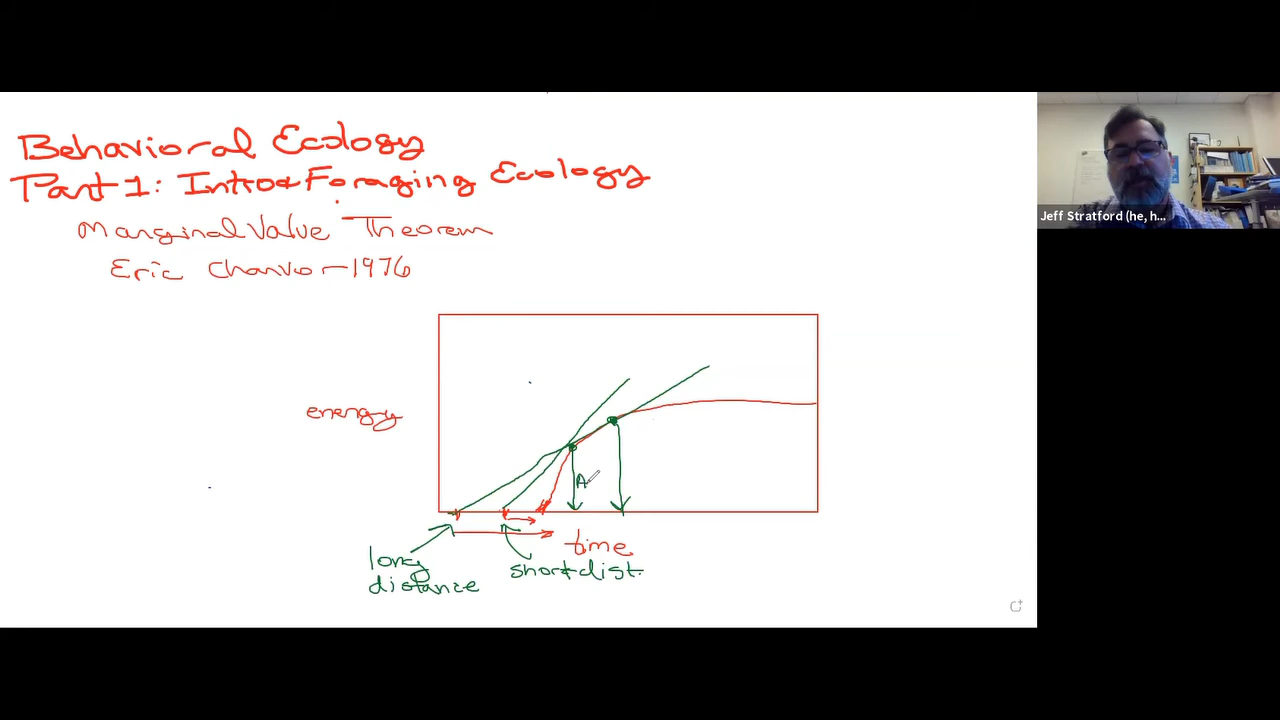 Behavioral Ecology
Part 1: Intro & Foraging Ecology
Marginal Value Theorem
Eric Charnov - 1976
energy
A
time
long
distance
short dist.
Jeff Stratford (he, h...